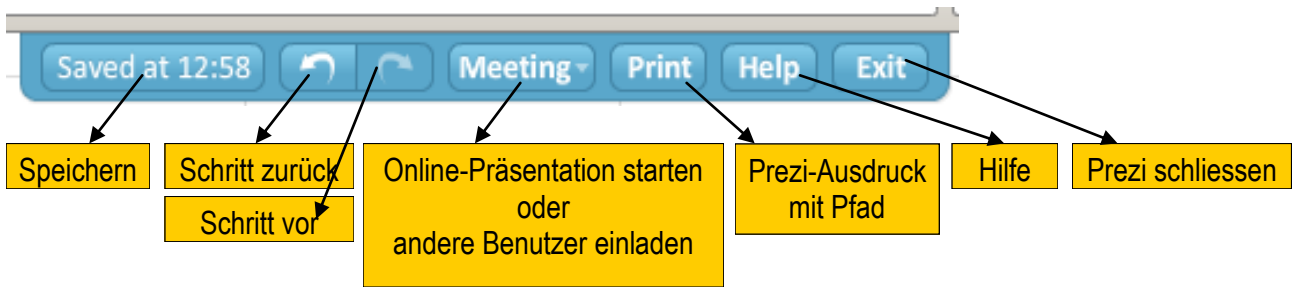 Saved at 12:58 Meeting Print Help Exit
Speichern
Schritt zurück
Schritt vor
Online-Präsentation starten
oder
andere Benutzer einladen
Prezi-Ausdruck
mit Pfad
Hilfe
Prezi schliessen